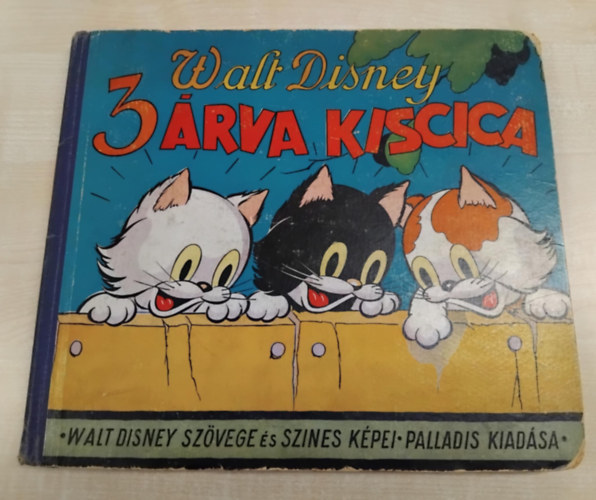 Walt Disney
3 ÁRVA KISCICA
•WALT DISNEY SZÖVEGE és SZINES KÉPEI•PALLADIS KIADÁSA•